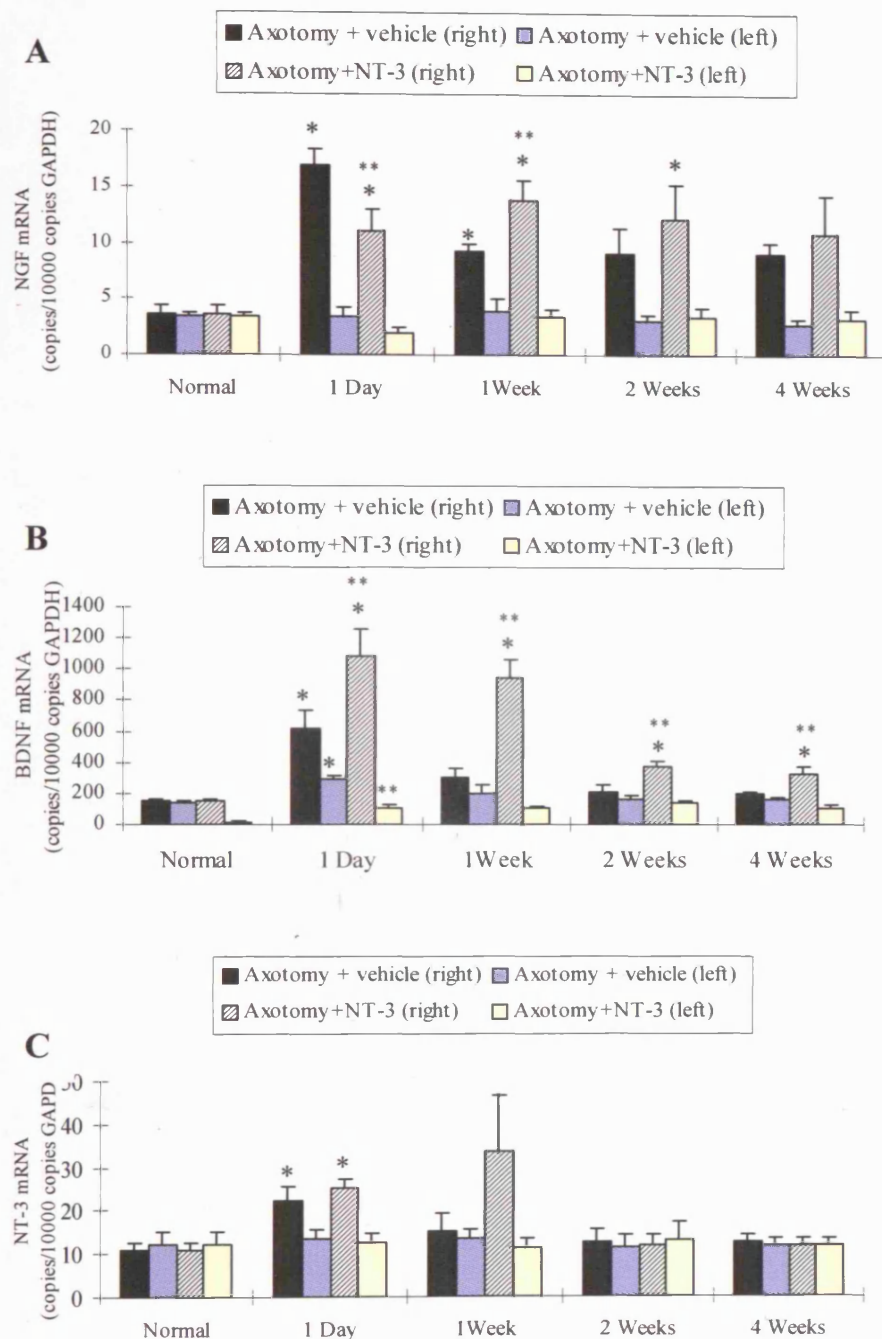 A
Axotomy + vehicle (right) Axotomy + vehicle (left)
Axotomy+NT-3 (right) Axotomy+NT-3 (left)
NGF mRNA
(copies/10000 copies GAPDH)
20
15
10
5
0
*
**
*
*
**
*
*
Normal 1 Day 1Week 2 Weeks 4 Weeks
B
Axotomy + vehicle (right) Axotomy + vehicle (left)
Axotomy+NT-3 (right) Axotomy+NT-3 (left)
BDNF mRNA
(copies/10000 copies GAPDH)
1400
1200
1000
800
600
400
200
0
*
*
**
*
**
**
*
**
*
**
*
Normal 1 Day 1Week 2 Weeks 4 Weeks
C
Axotomy + vehicle (right) Axotomy + vehicle (left)
Axotomy+NT-3 (right) Axotomy+NT-3 (left)
NT-3 mRNA
(copies/10000 copies GAPD
40
30
20
10
0
*
*
Normal 1 Day 1Week 2 Weeks 4 Weeks